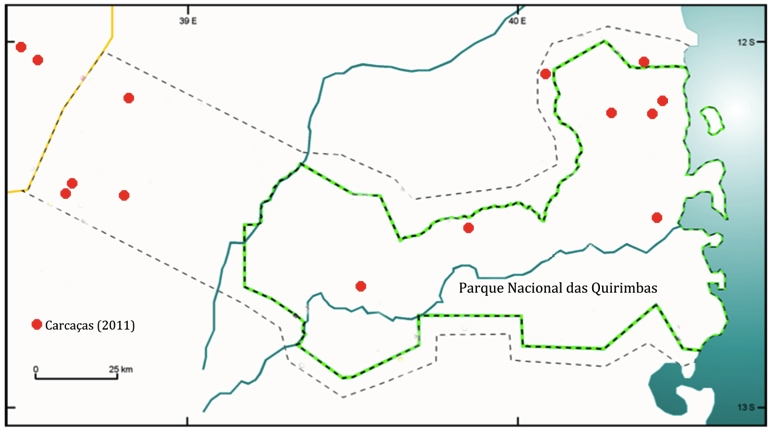 39 E
40 E
12 S
Parque Nacional das Quirimbas
Carcaças (2011)
0
25 km
13 S